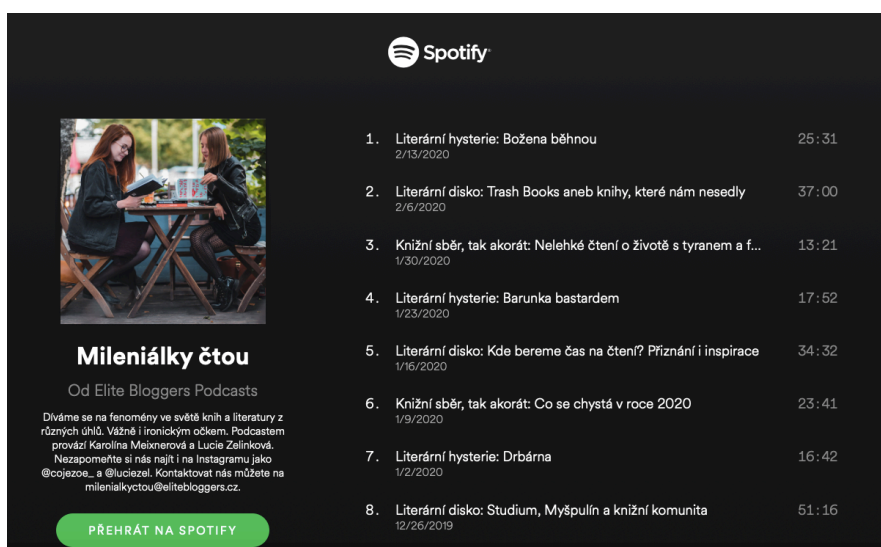 Spotify
Mileniálky čtou
Od Elite Bloggers Podcasts
Díváme se na fenomény ve světě knih a literatury z
různých úhlů. Vážně i ironickým očkem. Podcastem
provází Karolína Meixnerová a Lucie Zelinková.
Nezapomeňte si nás najít i na Instagramu jako
@cojezoe_ a @luciezel. Kontaktovat nás můžete na
milenialkyctou@elitebloggers.cz.
PŘEHRÁT NA SPOTIFY
1. Literární hysterie: Božena běhnou 25:31
2/13/2020
2. Literární disko: Trash Books aneb knihy, které nám nesedly 37:00
2/6/2020
3. Knižní sběr, tak akorát: Nelehké čtení o životě s tyranem a f... 13:21
1/30/2020
4. Literární hysterie: Barunka bastardem 17:52
1/23/2020
5. Literární disko: Kde bereme čas na čtení? Přiznání i inspirace 34:32
1/16/2020
6. Knižní sběr, tak akorát: Co se chystá v roce 2020 23:41
1/9/2020
7. Literární hysterie: Drbárna 16:42
1/2/2020
8. Literární disko: Studium, Myšpulín a knižní komunita 51:16
12/26/2019